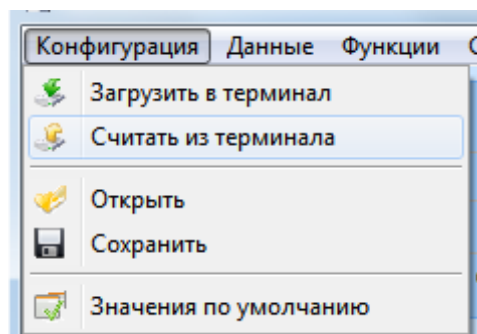 Конфигурация Данные Функции
Загрузить в терминал
Считать из терминала
Открыть
Сохранить
Значения по умолчанию